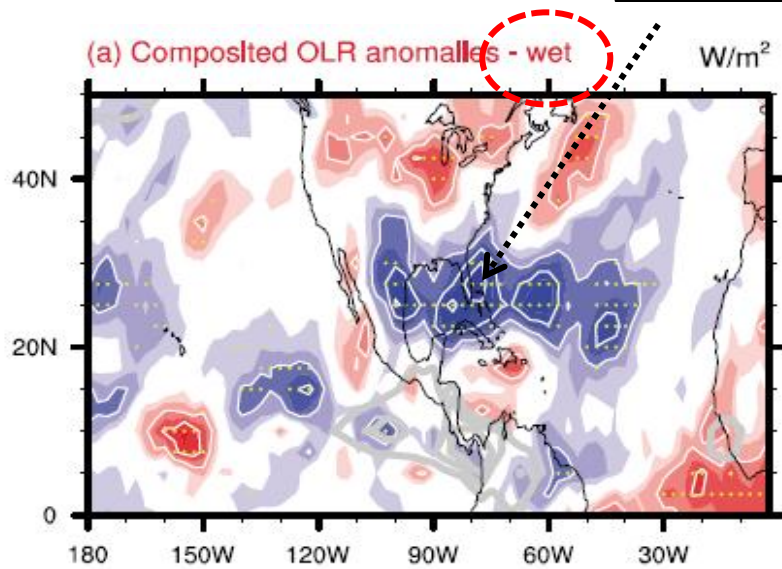 (a) Composited OLR anomalies - wet W/m²
40N
20N
0
180 150W 120W 90W 60W 30W